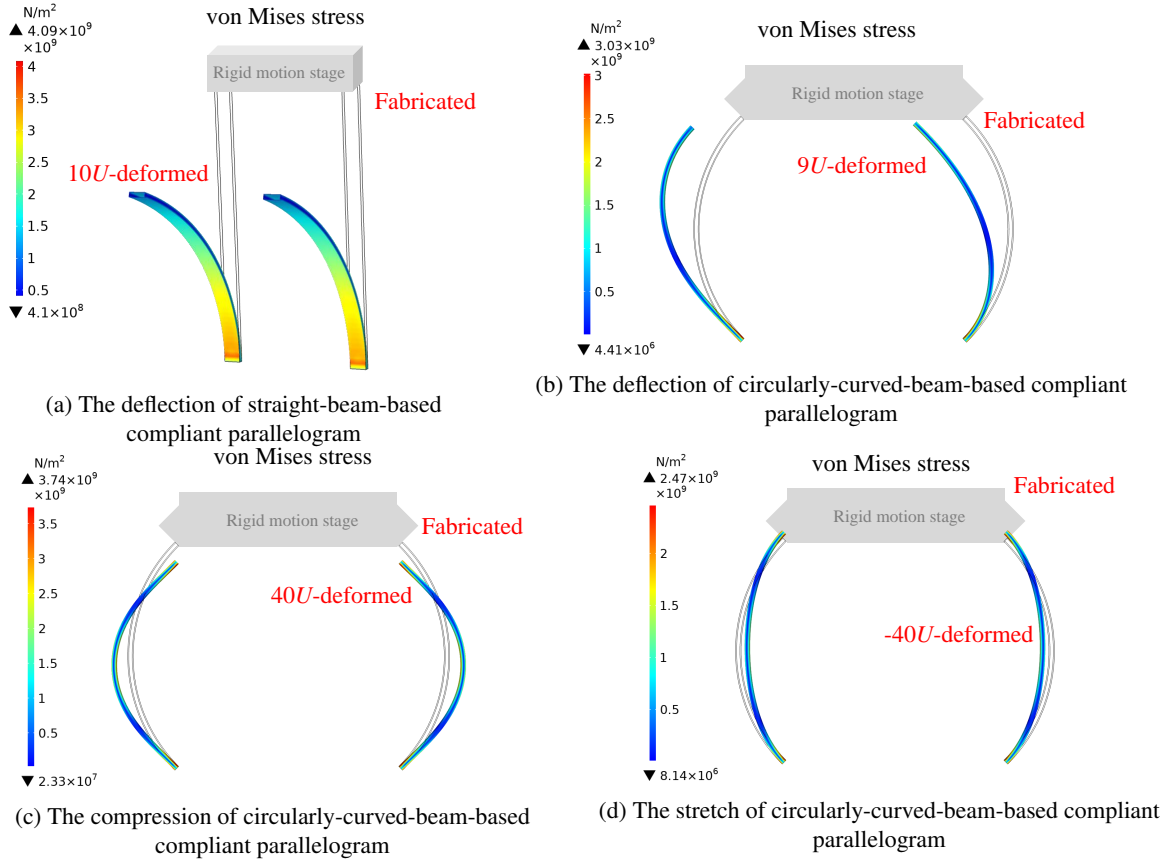 N/m²
▲ 4.09×10⁹
×10⁹
von Mises stress
4
3.5
3
2.5
2
1.5
1
0.5
▼ 4.1×10⁸
Rigid motion stage
Fabricated
10U-deformed
(a) The deflection of straight-beam-based
compliant parallelogram
N/m²
▲ 3.03×10⁹
×10⁹
von Mises stress
3
2.5
2
1.5
1
0.5
▼ 4.41×10⁶
Rigid motion stage
Fabricated
9U-deformed
(b) The deflection of circularly-curved-beam-based compliant
parallelogram
N/m²
▲ 3.74×10⁹
×10⁹
von Mises stress
3.5
3
2.5
2
1.5
1
0.5
▼ 2.33×10⁷
Rigid motion stage
Fabricated
40U-deformed
(c) The compression of circularly-curved-beam-based
compliant parallelogram
N/m²
▲ 2.47×10⁹
×10⁹
von Mises stress
2
1
0.5
▼ 8.14×10⁶
Rigid motion stage
Fabricated
-40U-deformed
(d) The stretch of circularly-curved-beam-based compliant
parallelogram